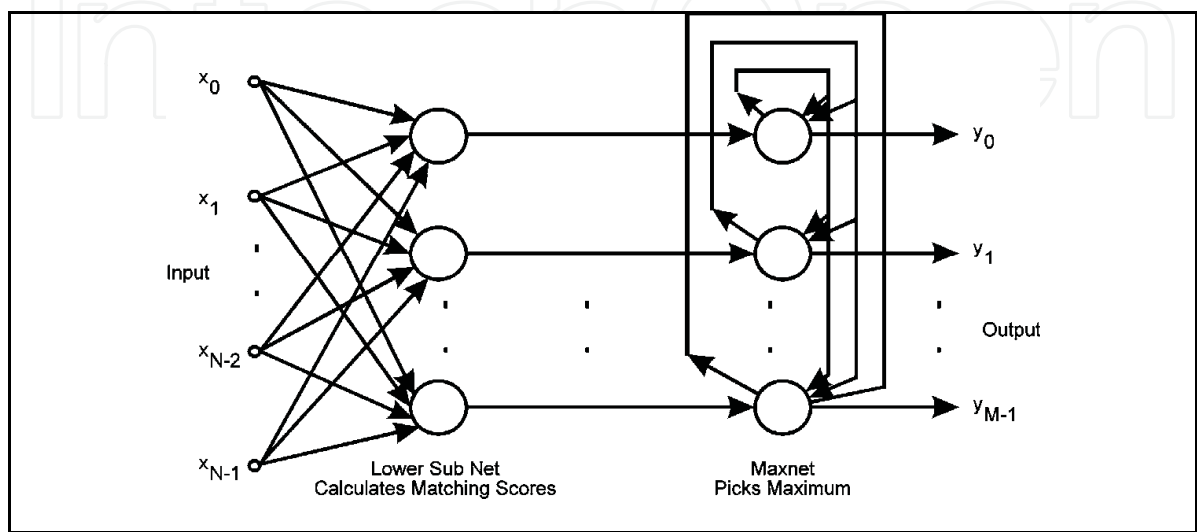 IntechOpen
x0
x1
Input
xN-2
xN-1
Lower Sub Net
Calculates Matching Scores
Maxnet
Picks Maximum
y0
y1
Output
yM-1